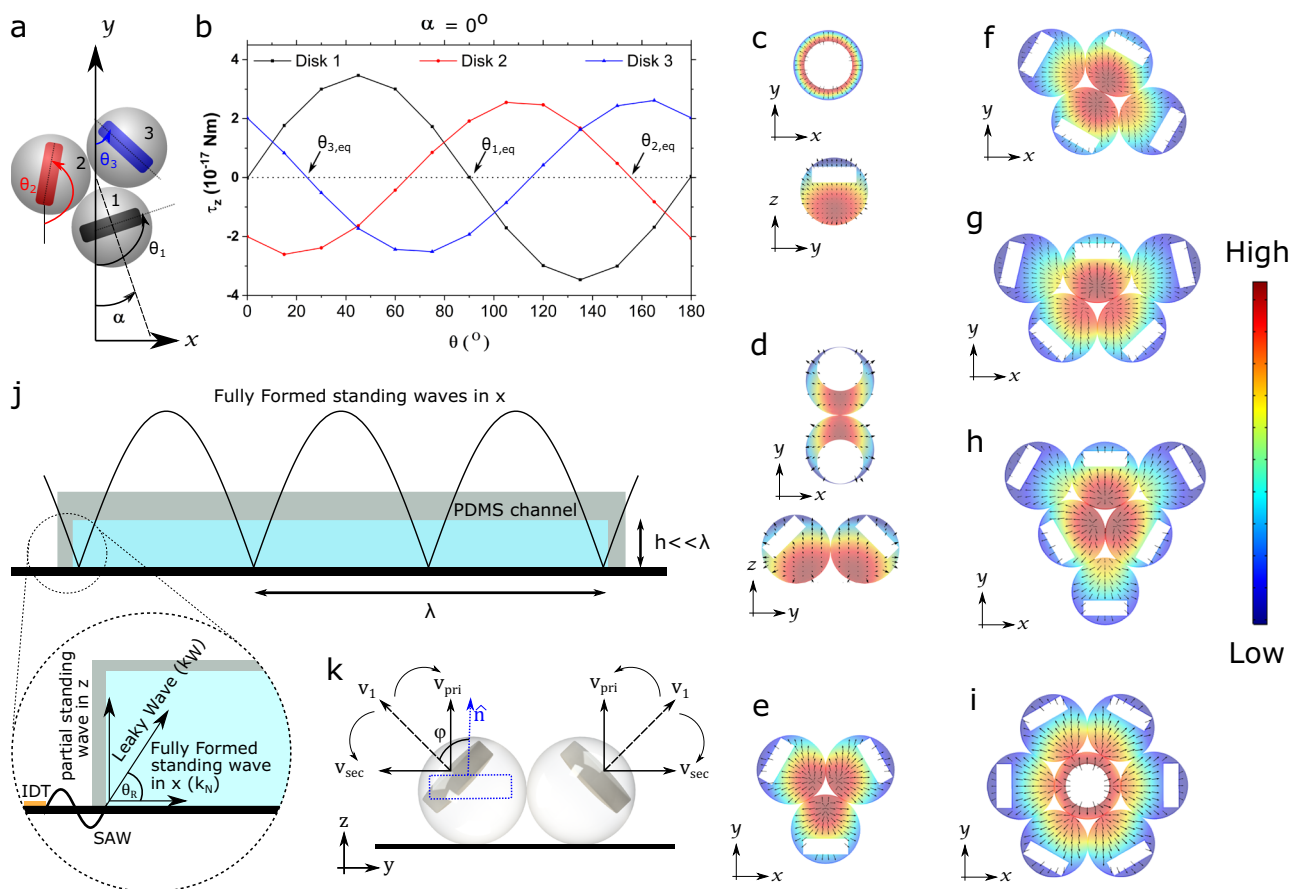 a
y
3
θ3
2
θ2
1
θ1
α
x
b
α = 0°
Disk 1
Disk 2
Disk 3
τz (10⁻¹⁷ Nm)
4
2
0
-2
-4
θ3,eq
θ1,eq
θ2,eq
0 20 40 60 80 100 120 140 160 180
θ (°)
c
y
x
z
y
d
y
x
z
y
e
y
x
f
y
x
g
y
x
h
y
x
i
y
x
High
Low
j
Fully Formed standing waves in x
PDMS channel
h<<λ
λ
partial standing
wave in z
Leaky Wave (kW)
Fully Formed
standing wave
in x (kN)
θR
IDT
SAW
k
v1
vpri
n̂
φ
vsec
vpri
v1
vsec
z
y